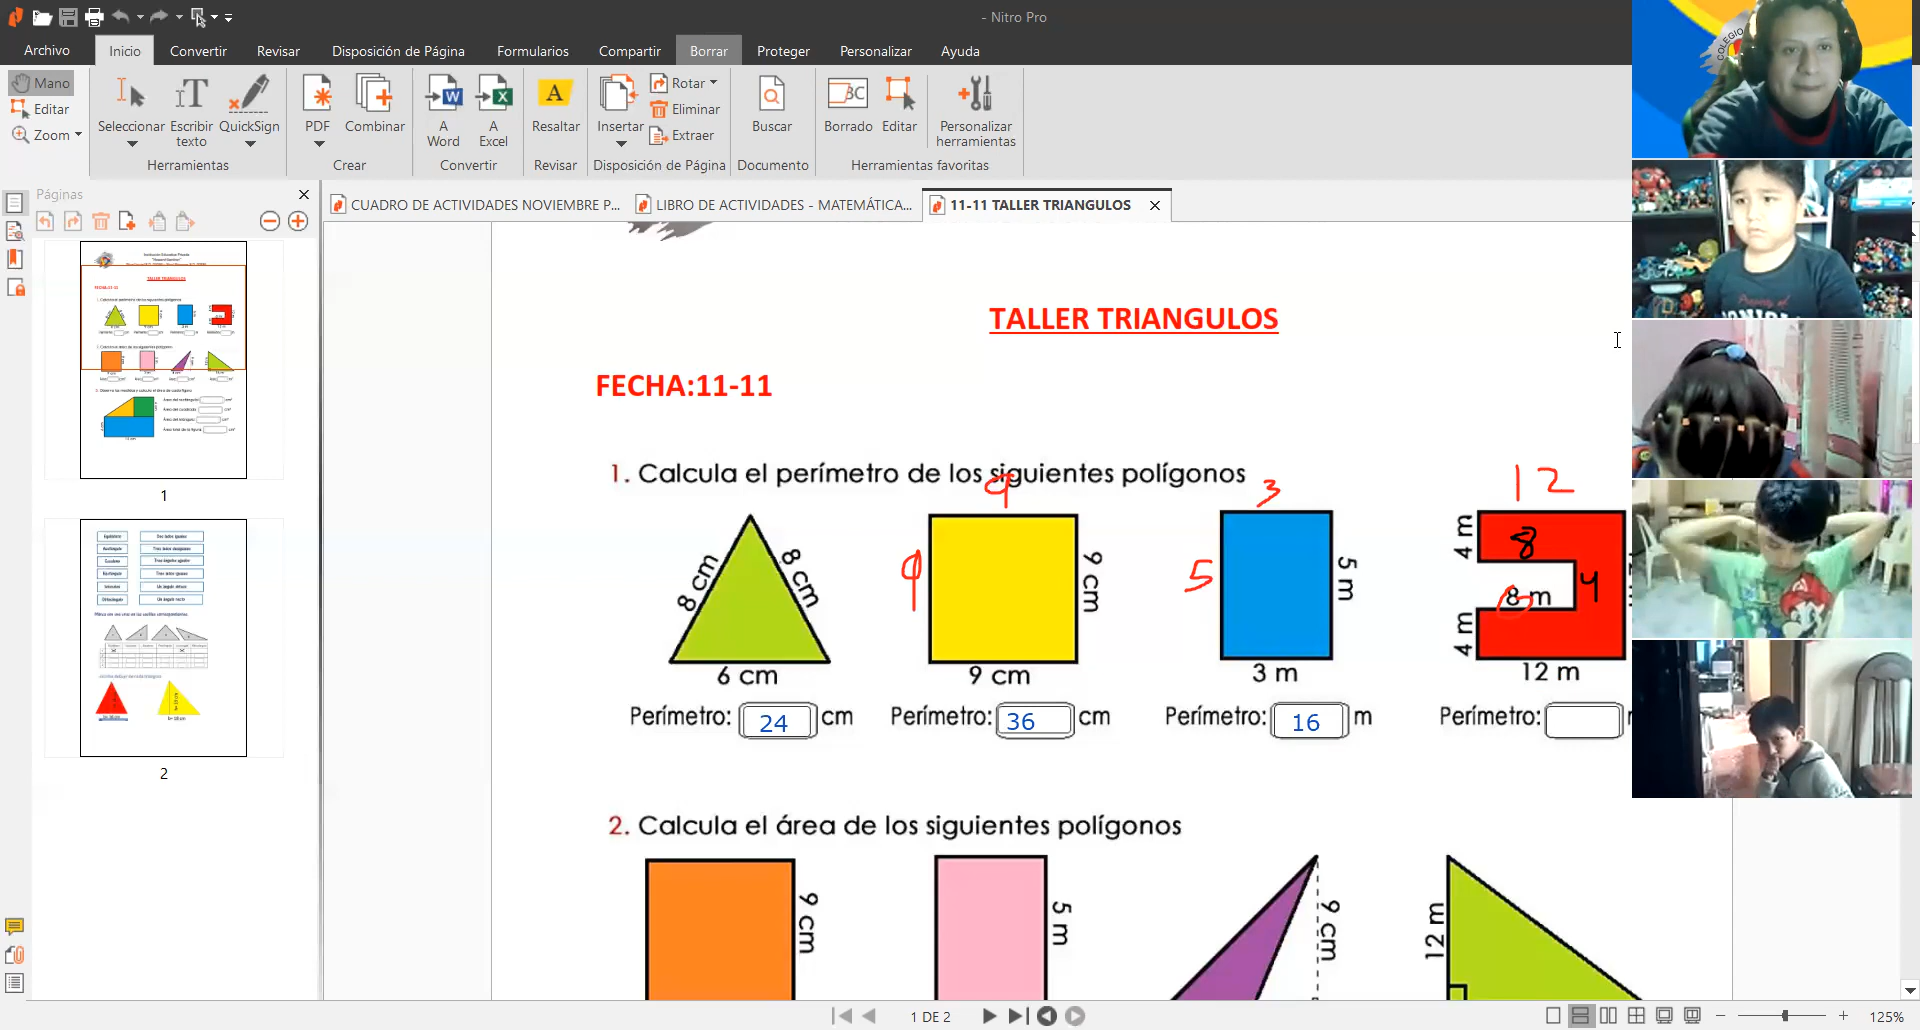 - Nitro Pro
Archivo
Inicio
Convertir
Revisar
Disposición de Página
Formularios
Compartir
Borrar
Proteger
Personalizar
Ayuda
Mano
Editar
Zoom
Seleccionar
Escribir
texto
QuickSign
Herramientas
PDF
Combinar
Crear
A
Word
A
Excel
Convertir
Resaltar
Revisar
Insertar
Rotar
Eliminar
Extraer
Disposición de Página
Buscar
Documento
Borrado
Editar
Personalizar
herramientas
Herramientas favoritas
COLEGIO
Páginas
CUADRO DE ACTIVIDADES NOVIEMBRE P...
LIBRO DE ACTIVIDADES - MATEMÁTICA...
11-11 TALLER TRIANGULOS
1
2
TALLER TRIANGULOS
FECHA:11-11
1. Calcula el perímetro de los siguientes polígonos
8 cm
8 cm
6 cm
9
9
9 cm
9 cm
3
5
5 m
3 m
12
4 m
8
8 m
4
4 m
12 m
Perímetro: 24 cm
Perímetro: 36 cm
Perímetro: 16 m
Perímetro:
2. Calcula el área de los siguientes polígonos
9 cm
5 m
9 cm
12 m
1 DE 2
125%